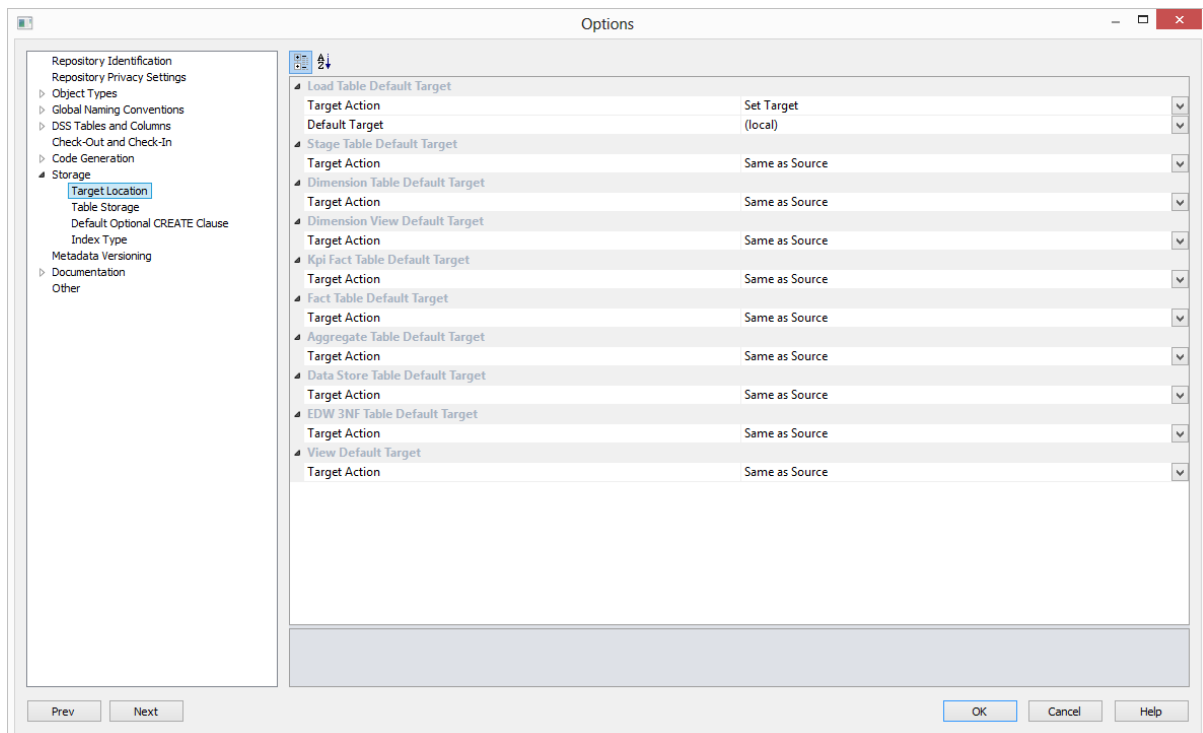 Options
Repository Identification
Repository Privacy Settings
Object Types
Global Naming Conventions
DSS Tables and Columns
Check-Out and Check-In
Code Generation
Storage
Target Location
Table Storage
Default Optional CREATE Clause
Index Type
Metadata Versioning
Documentation
Other
Load Table Default Target
Target Action Set Target
Default Target (local)
Stage Table Default Target
Target Action Same as Source
Dimension Table Default Target
Target Action Same as Source
Dimension View Default Target
Target Action Same as Source
Kpi Fact Table Default Target
Target Action Same as Source
Fact Table Default Target
Target Action Same as Source
Aggregate Table Default Target
Target Action Same as Source
Data Store Table Default Target
Target Action Same as Source
EDW 3NF Table Default Target
Target Action Same as Source
View Default Target
Target Action Same as Source
Prev Next OK Cancel Help